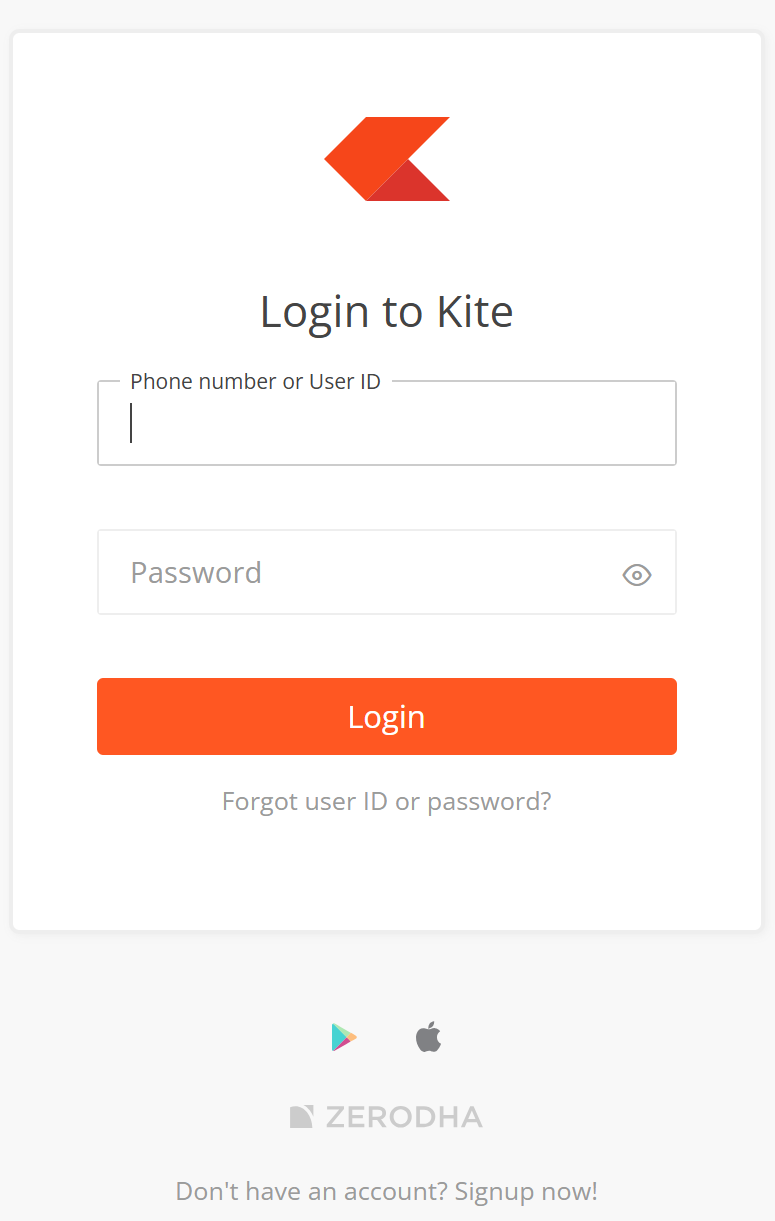 Login to Kite
Phone number or User ID
Password
Login
Forgot user ID or password?
ZERODHA
Don't have an account? Signup now!